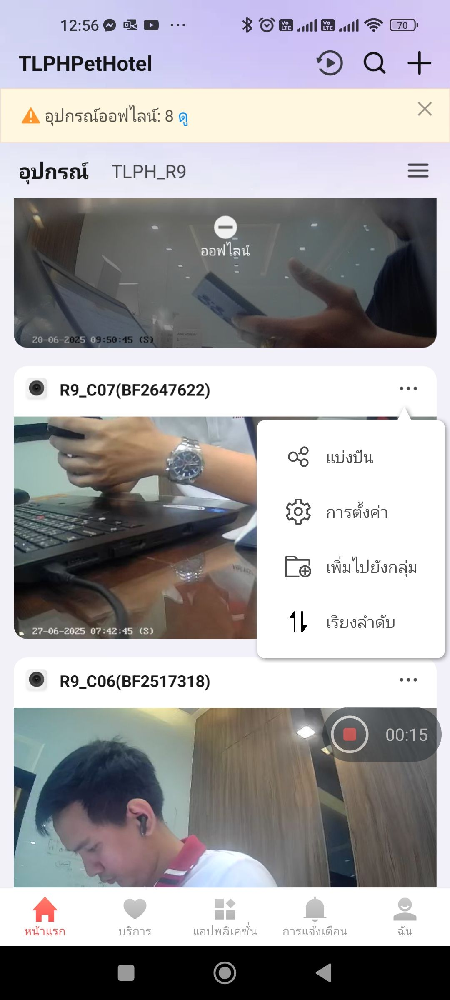 12:56
Vo LTE
Vo LTE
70
TLPHPetHotel
อุปกรณ์ออฟไลน์: 8 ดู
อุปกรณ์ TLPH_R9
ออฟไลน์
HIKVISION
20-06-2025 09:50:45 (S)
R9_C07(BF2647622)
แบ่งปัน
การตั้งค่า
เพิ่มไปยังกลุ่ม
เรียงลำดับ
27-06-2025 07:42:45 (S)
R9_C06(BF2517318)
00:15
หน้าแรก
บริการ
แอปพลิเคชั่น
การแจ้งเตือน
ฉัน